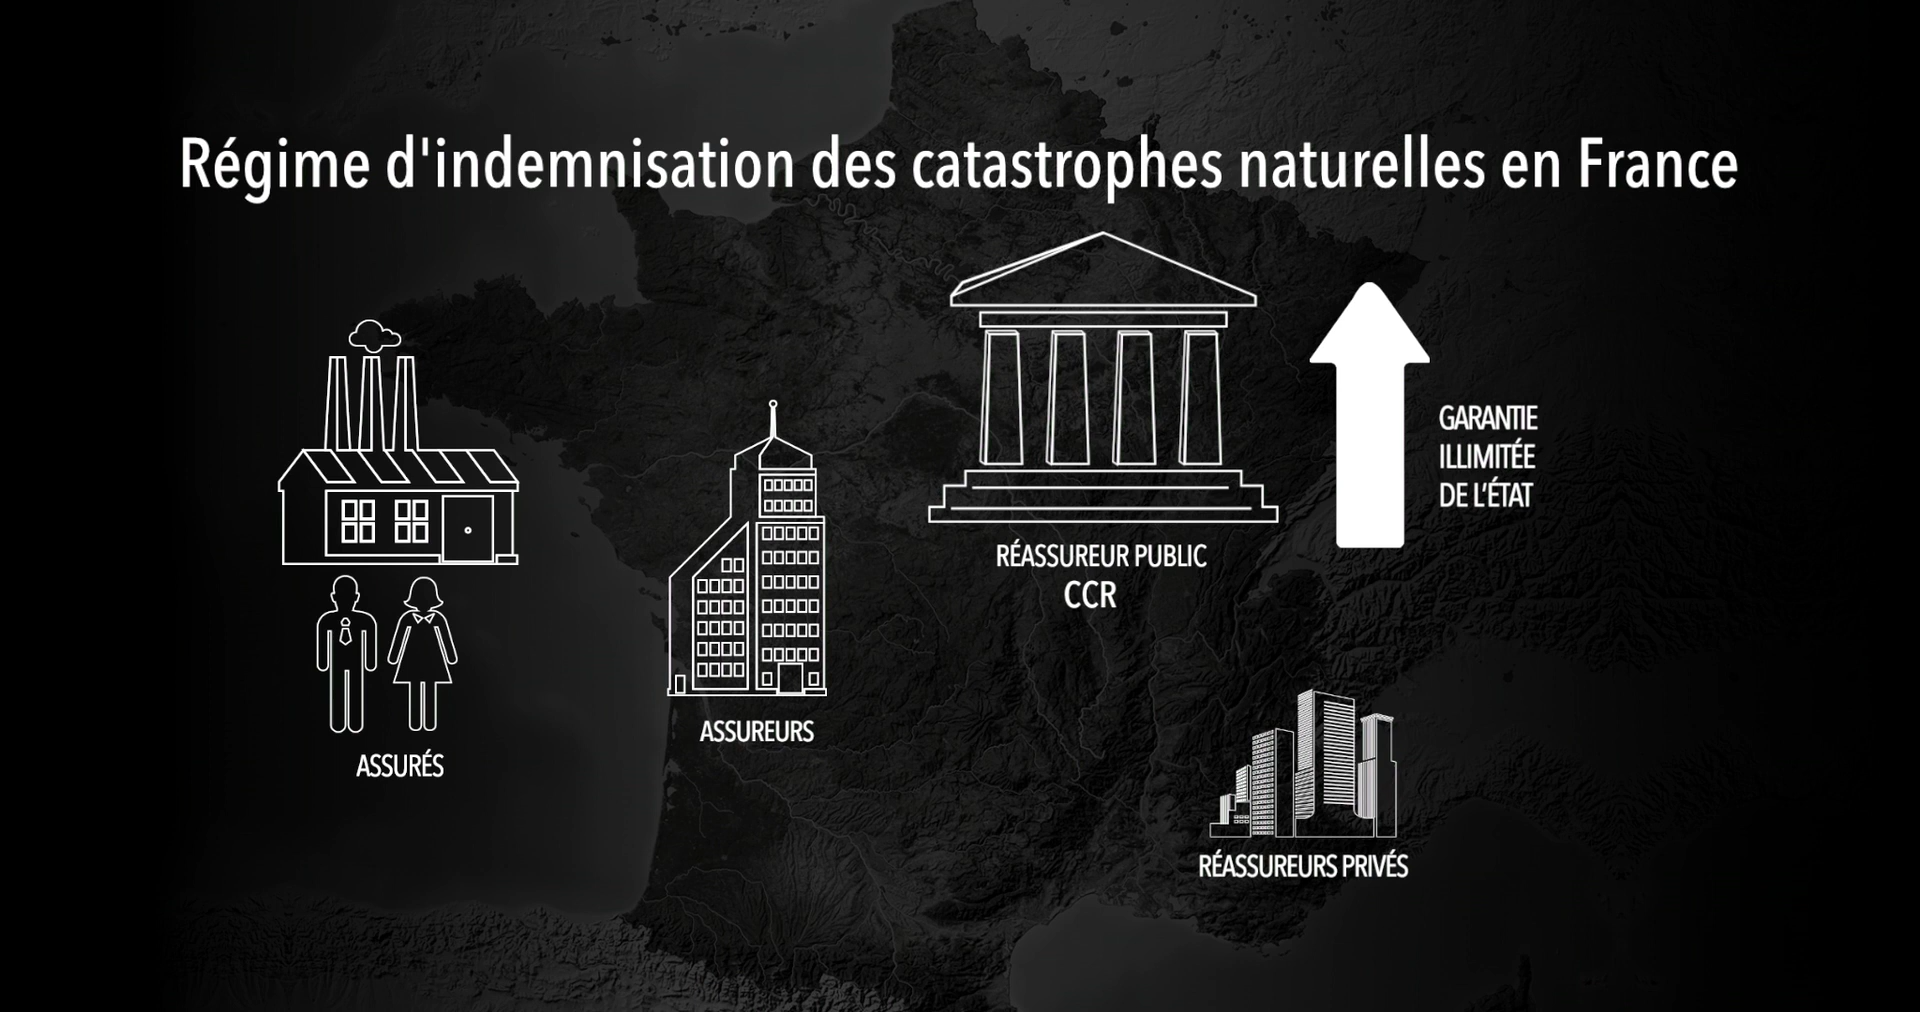 Régime d'indemnisation des catastrophes naturelles en France
GARANTIE
ILLIMITÉE
DE L'ÉTAT
RÉASSUREUR PUBLIC
CCR
ASSUREURS
ASSURÉS
RÉASSUREURS PRIVÉS